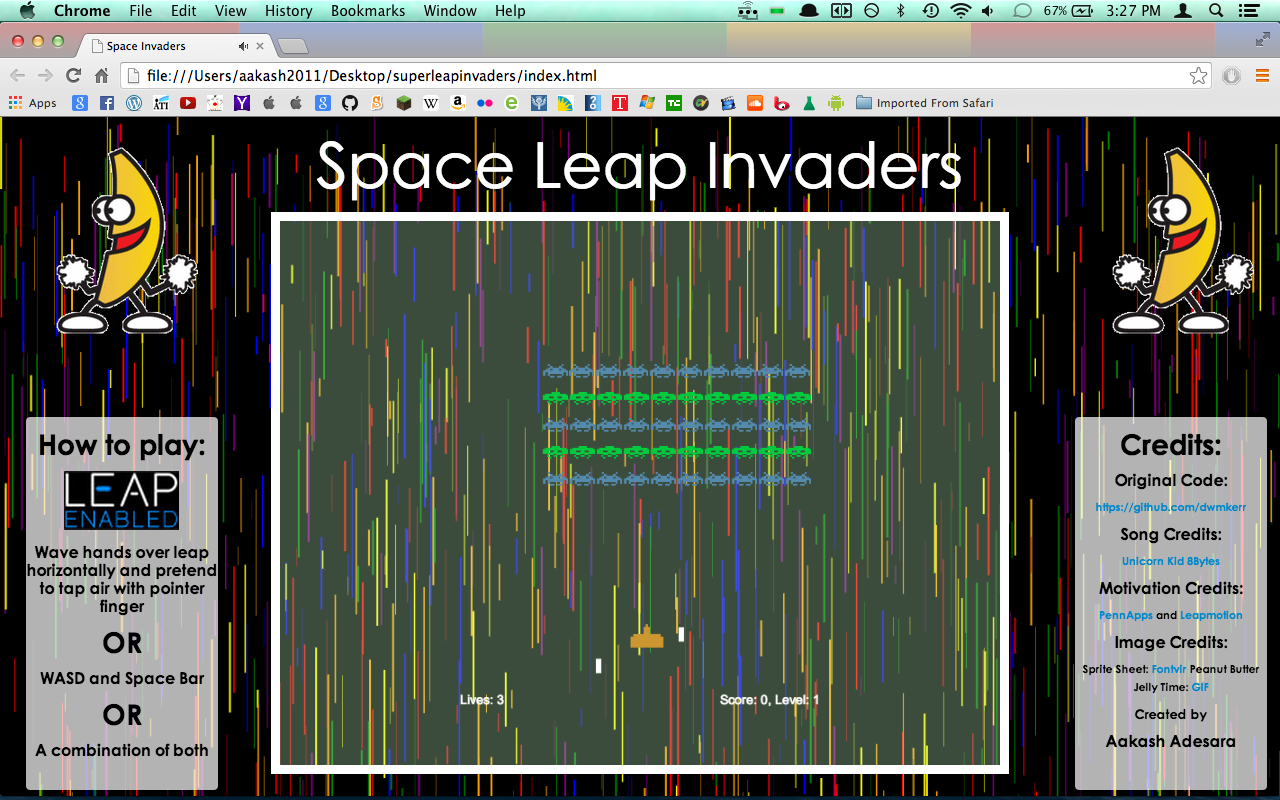 Chrome File Edit View History Bookmarks Window Help 67% 3:27 PM
Space Invaders
file:///Users/aakash2011/Desktop/superleapinvaders/index.html
Apps Imported From Safari
Space Leap Invaders
How to play:
LEAP
ENABLED
Wave hands over leap
horizontally and pretend
to tap air with pointer
finger
OR
WASD and Space Bar
OR
A combination of both
Lives: 3
Score: 0, Level: 1
Credits:
Original Code:
https://github.com/dwmkerr
Song Credits:
Unicorn Kid 8Bytes
Motivation Credits:
PennApps and Leapmotion
Image Credits:
Sprite Sheet: Fontvir Peanut Butter
Jelly Time: GIF
Created by
Aakash Adesara